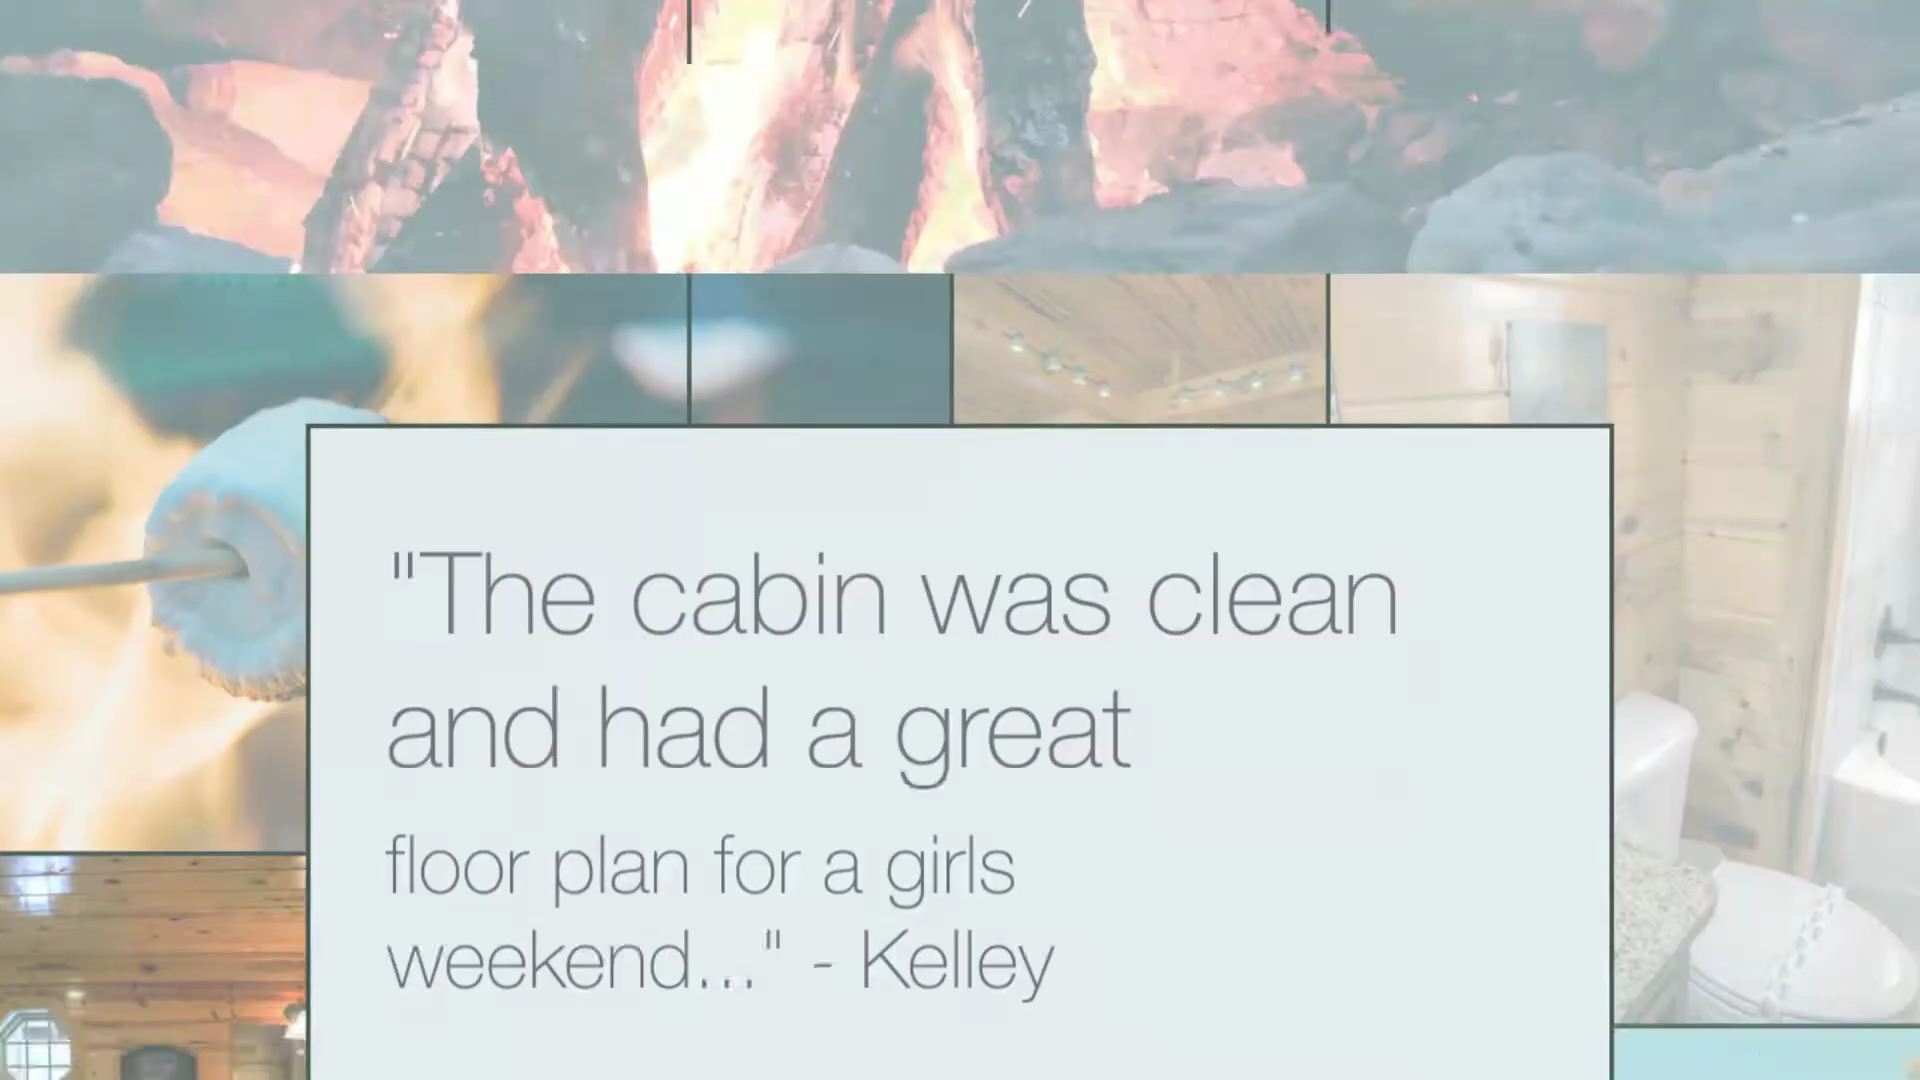 "The cabin was clean
and had a great
floor plan for a girls
weekend..." - Kelley